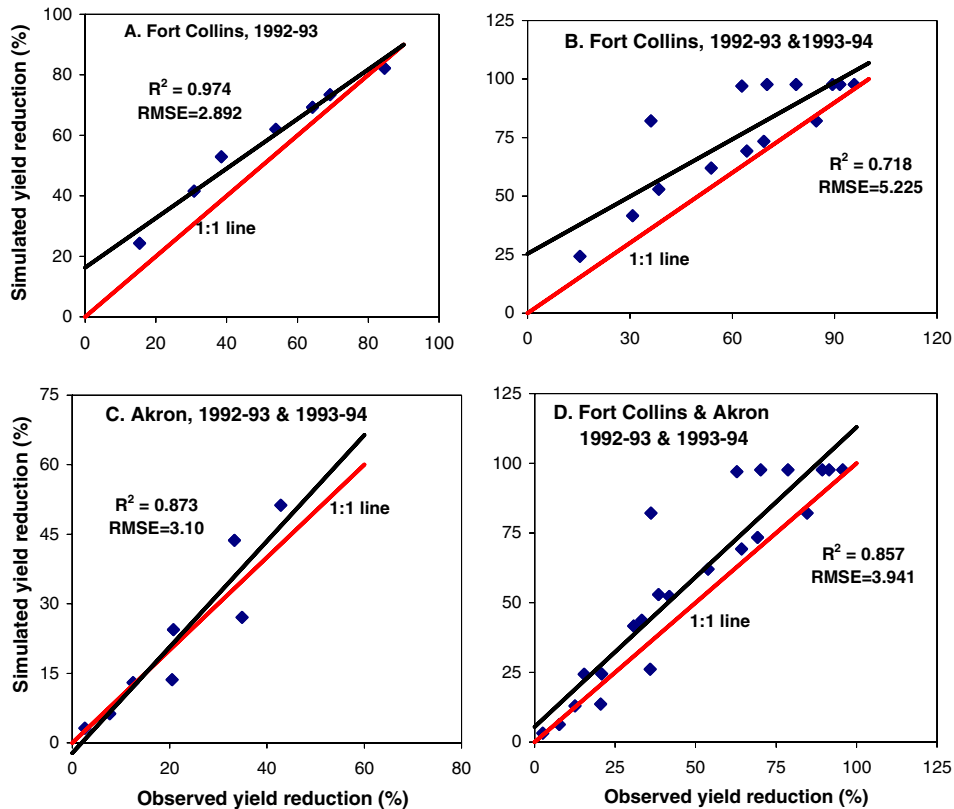 A. Fort Collins, 1992-93
R² = 0.974
RMSE=2.892
1:1 line
Simulated yield reduction (%)
100
80
60
40
20
0
0 20 40 60 80 100
B. Fort Collins, 1992-93 &1993-94
R² = 0.718
RMSE=5.225
1:1 line
125
100
75
50
25
0
0 30 60 90 120
C. Akron, 1992-93 & 1993-94
R² = 0.873
RMSE=3.10
1:1 line
Simulated yield reduction (%)
75
60
45
30
15
0
0 20 40 60 80
Observed yield reduction (%)
D. Fort Collins & Akron
1992-93 & 1993-94
R² = 0.857
RMSE=3.941
1:1 line
125
100
75
50
25
0
0 25 50 75 100 125
Observed yield reduction (%)